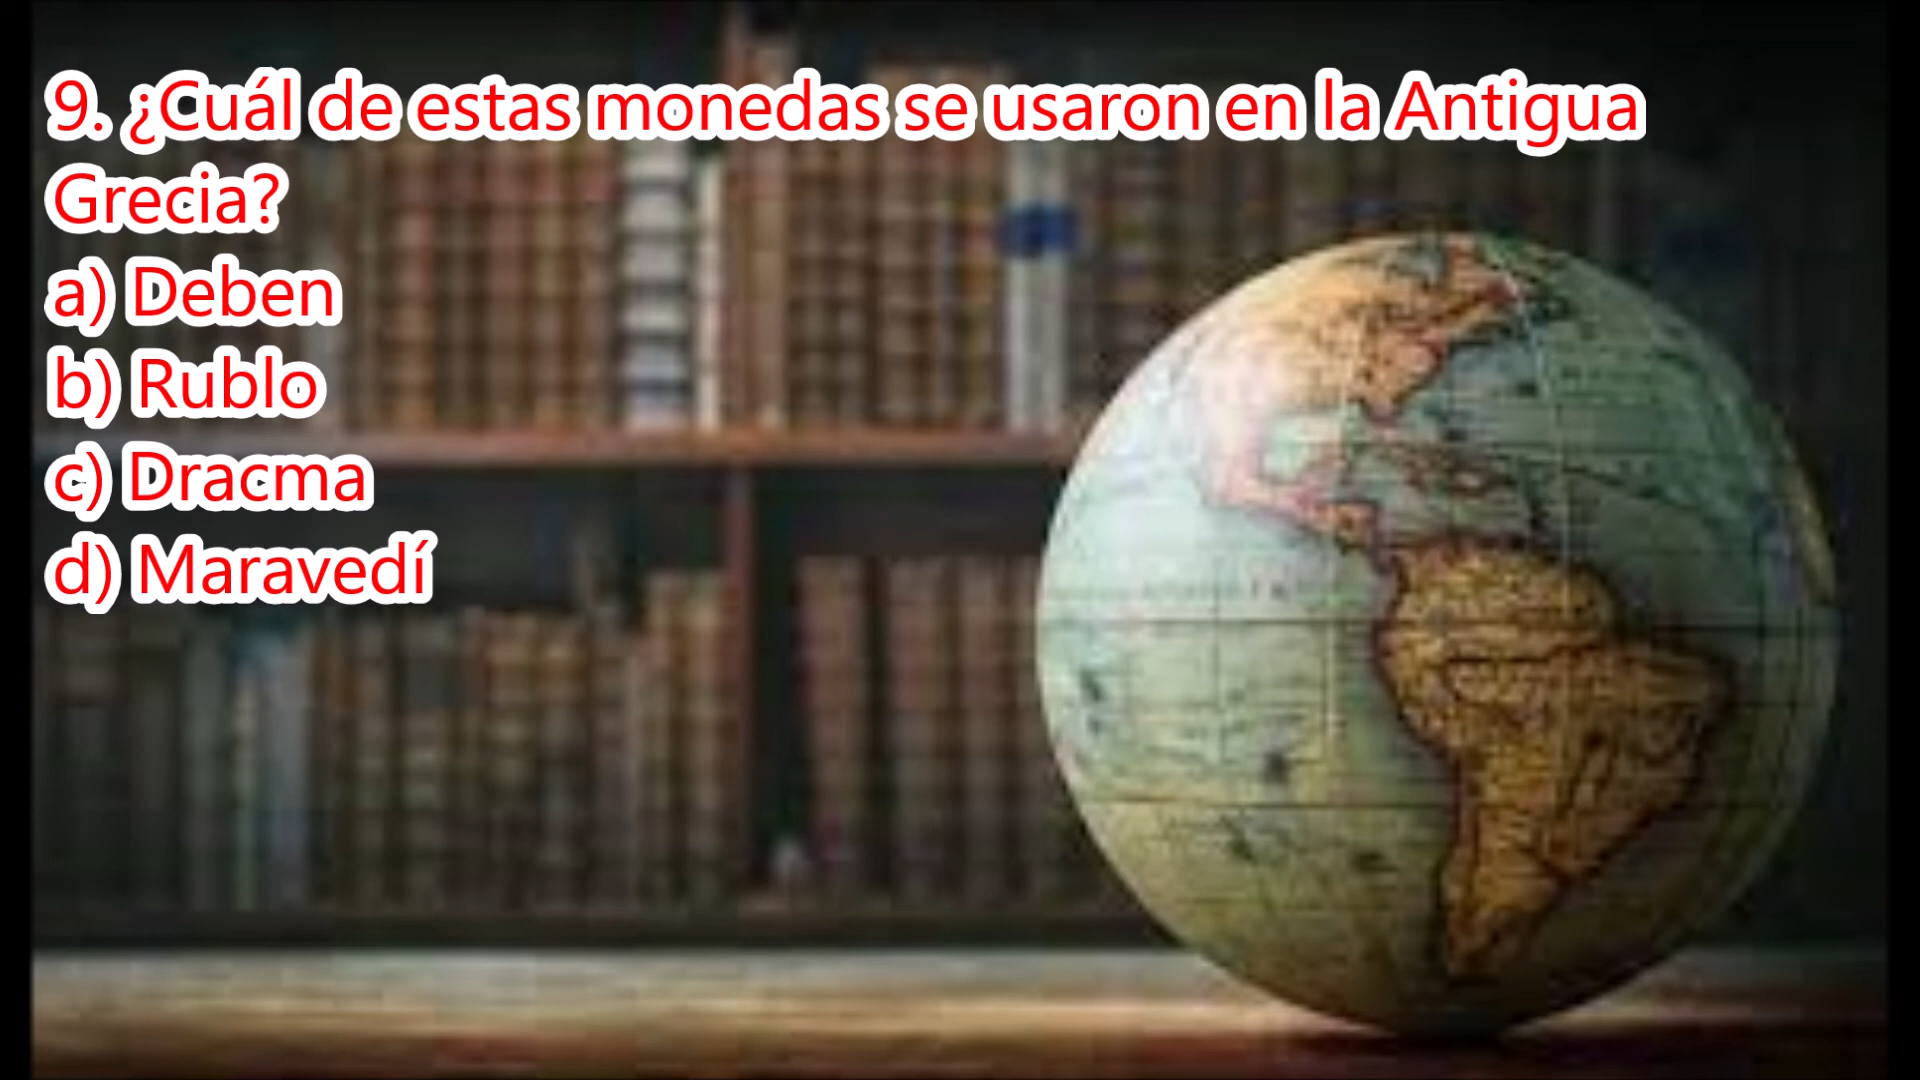 9. ¿Cuál de estas monedas se usaron en la Antigua
Grecia?
a) Deben
b) Rublo
c) Dracma
d) Maravedí